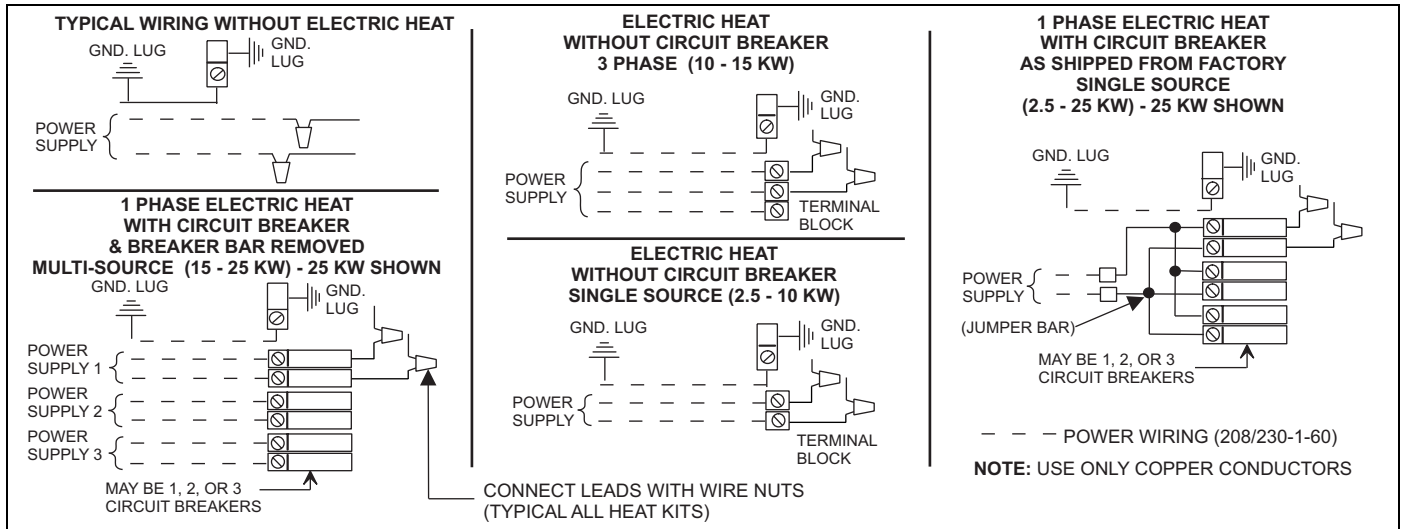 TYPICAL WIRING WITHOUT ELECTRIC HEAT
GND. LUG
GND.
LUG
POWER
SUPPLY
1 PHASE ELECTRIC HEAT
WITH CIRCUIT BREAKER
& BREAKER BAR REMOVED
MULTI-SOURCE (15 - 25 KW) - 25 KW SHOWN
GND. LUG
GND.
LUG
POWER
SUPPLY 1
POWER
SUPPLY 2
POWER
SUPPLY 3
MAY BE 1, 2, OR 3
CIRCUIT BREAKERS
CONNECT LEADS WITH WIRE NUTS
(TYPICAL ALL HEAT KITS)
ELECTRIC HEAT
WITHOUT CIRCUIT BREAKER
3 PHASE (10 - 15 KW)
GND. LUG
GND.
LUG
POWER
SUPPLY
TERMINAL
BLOCK
ELECTRIC HEAT
WITHOUT CIRCUIT BREAKER
SINGLE SOURCE (2.5 - 10 KW)
GND. LUG
GND.
LUG
POWER
SUPPLY
TERMINAL
BLOCK
1 PHASE ELECTRIC HEAT
WITH CIRCUIT BREAKER
AS SHIPPED FROM FACTORY
SINGLE SOURCE
(2.5 - 25 KW) - 25 KW SHOWN
GND. LUG
GND.
LUG
POWER
SUPPLY
(JUMPER BAR)
MAY BE 1, 2, OR 3
CIRCUIT BREAKERS
POWER WIRING (208/230-1-60)
NOTE: USE ONLY COPPER CONDUCTORS